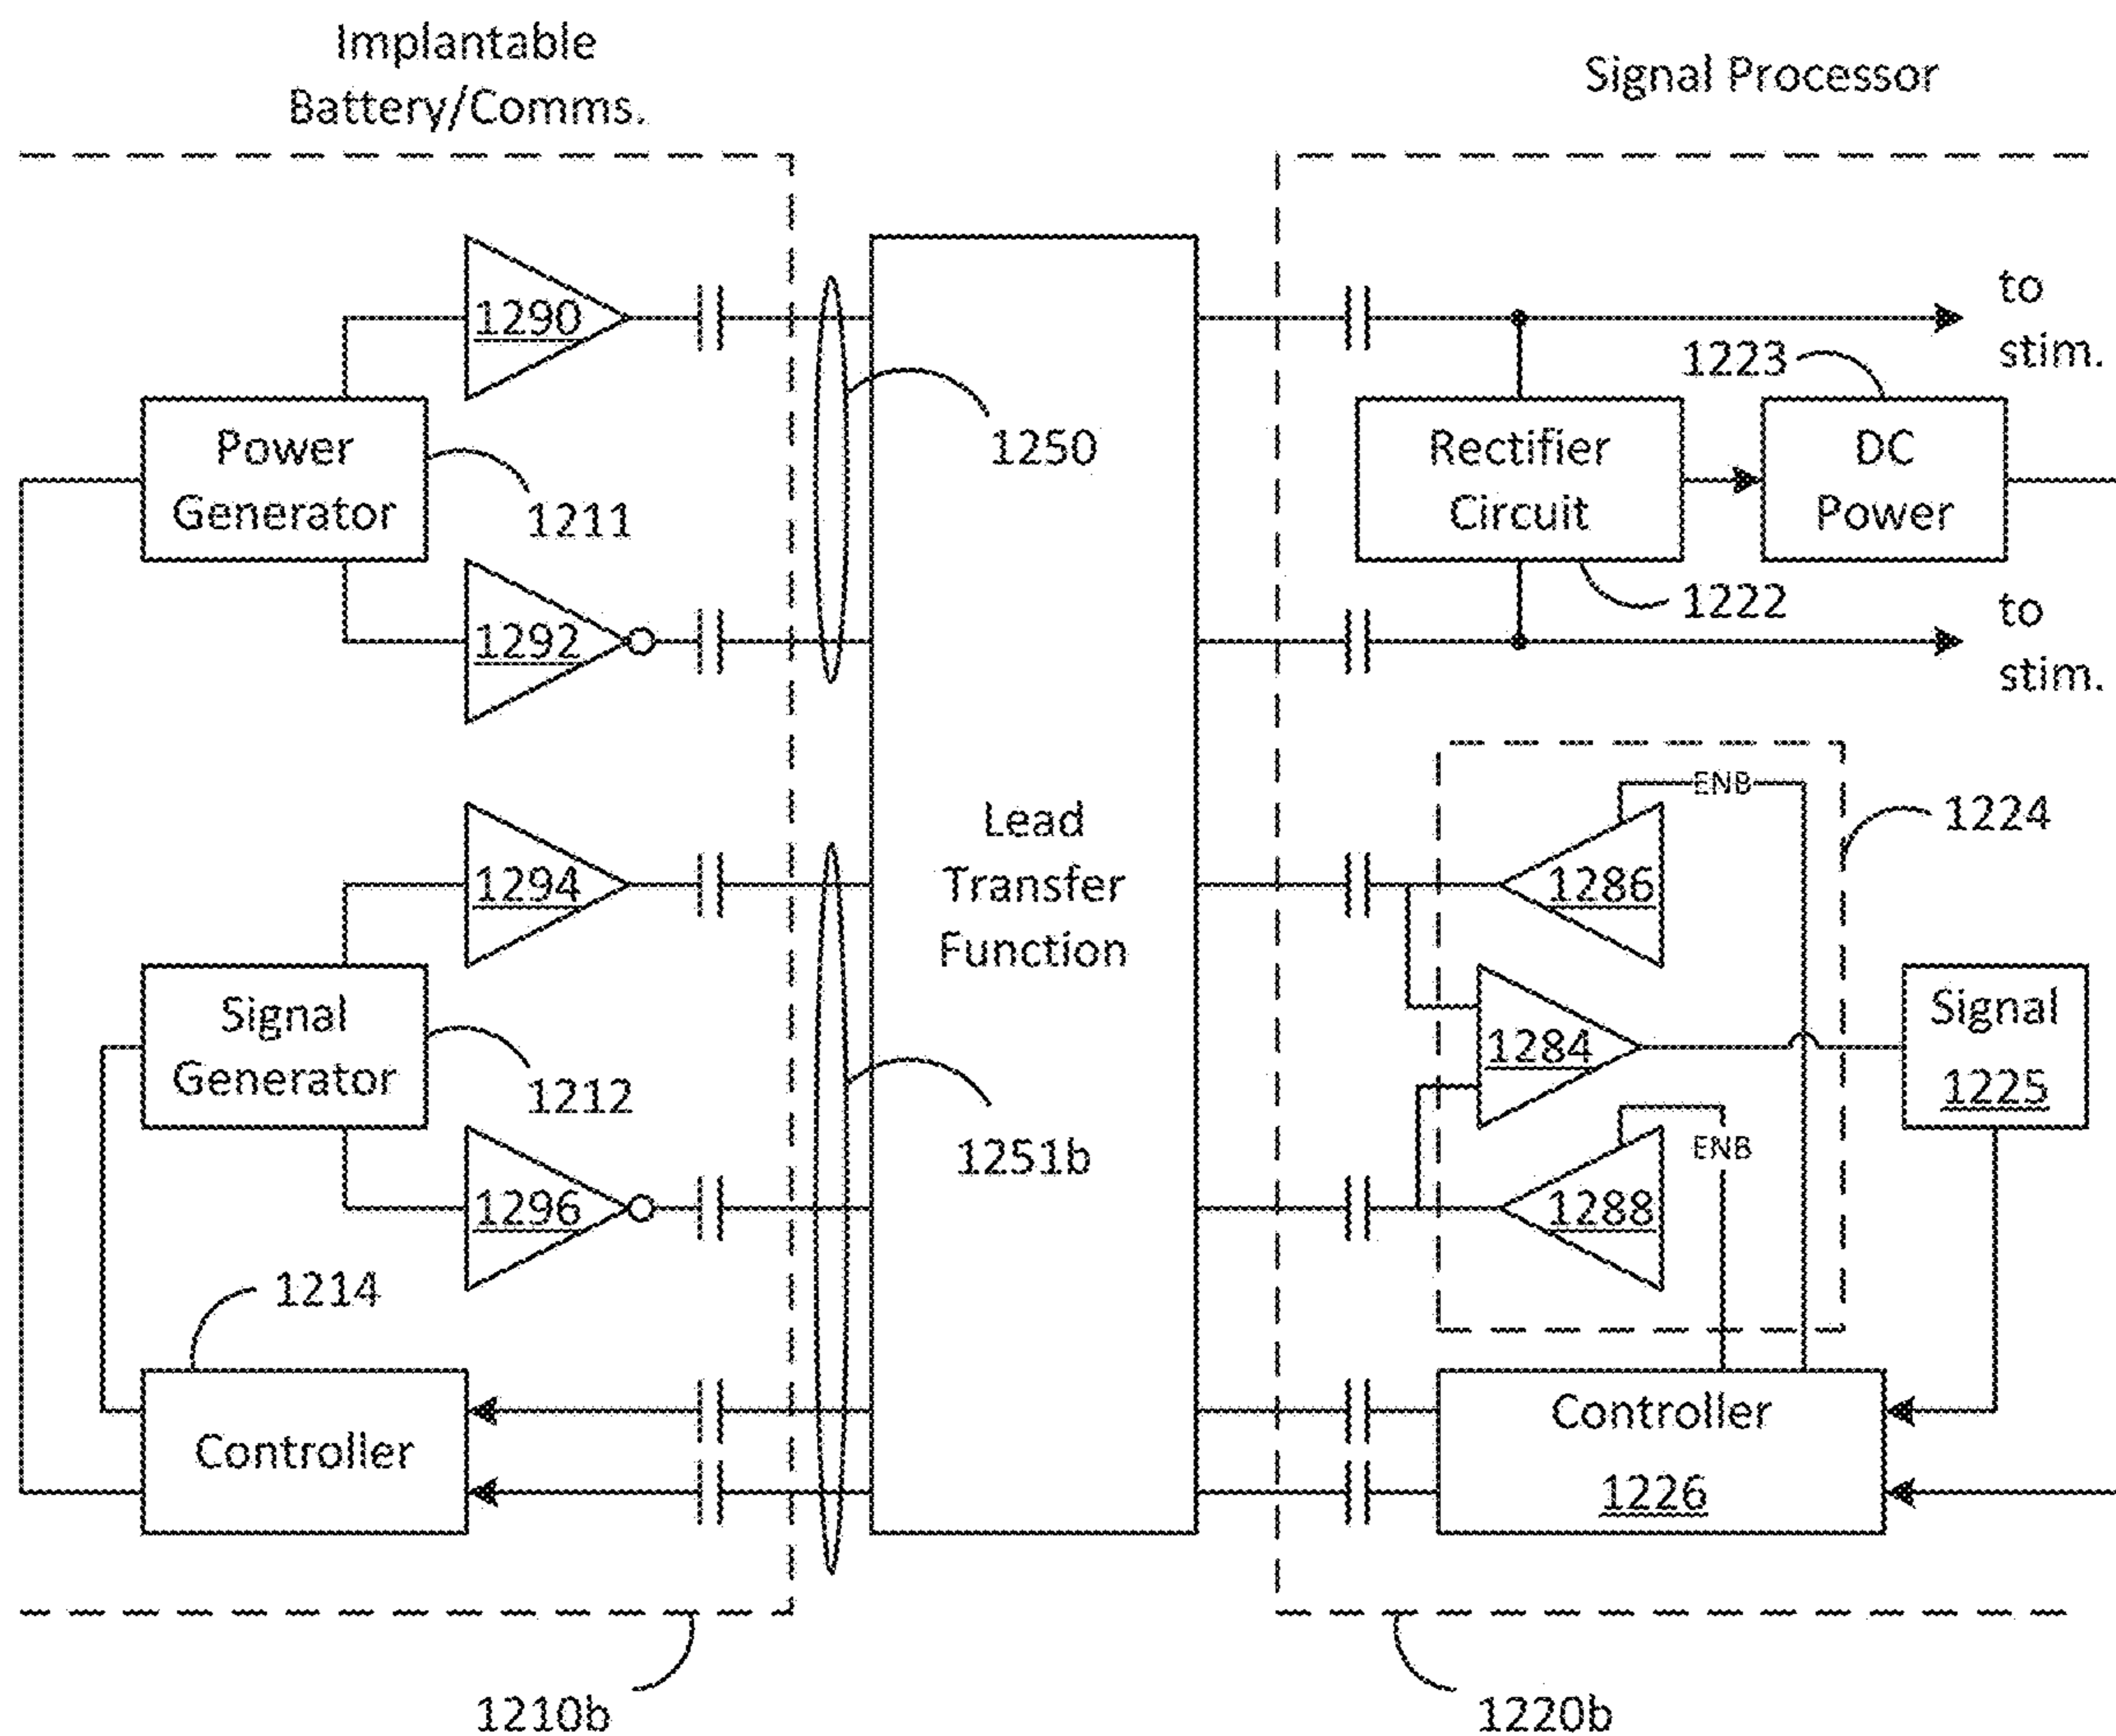 Implantable
Battery/Comms.
Signal Processor
1290
to
stim.
1223
Power
Generator
1250
Rectifier
Circuit
DC
Power
1211
1292
1222
to
stim.
ENB
1224
Lead
Transfer
Function
1294
1286
Signal
Generator
1284
Signal
1225
1212
1251b
ENB
1296
1288
1214
Controller
Controller
1226
1210b
1220b